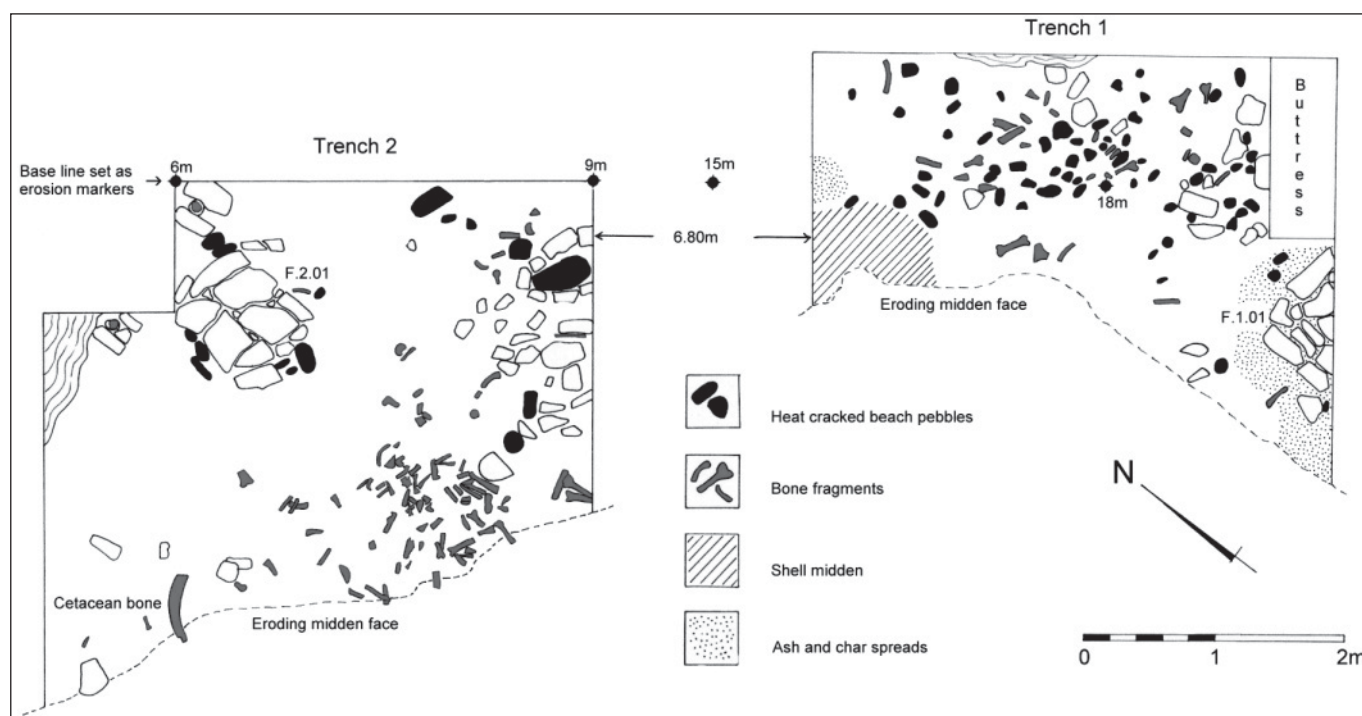 Trench 1
Trench 2
Base line set as
erosion markers
6m
9m
15m
Buttress
18m
6.80m
F.2.01
Eroding midden face
F.1.01
Heat cracked beach pebbles
Bone fragments
N
Shell midden
Cetacean bone
Eroding midden face
Ash and char spreads
0 1 2m